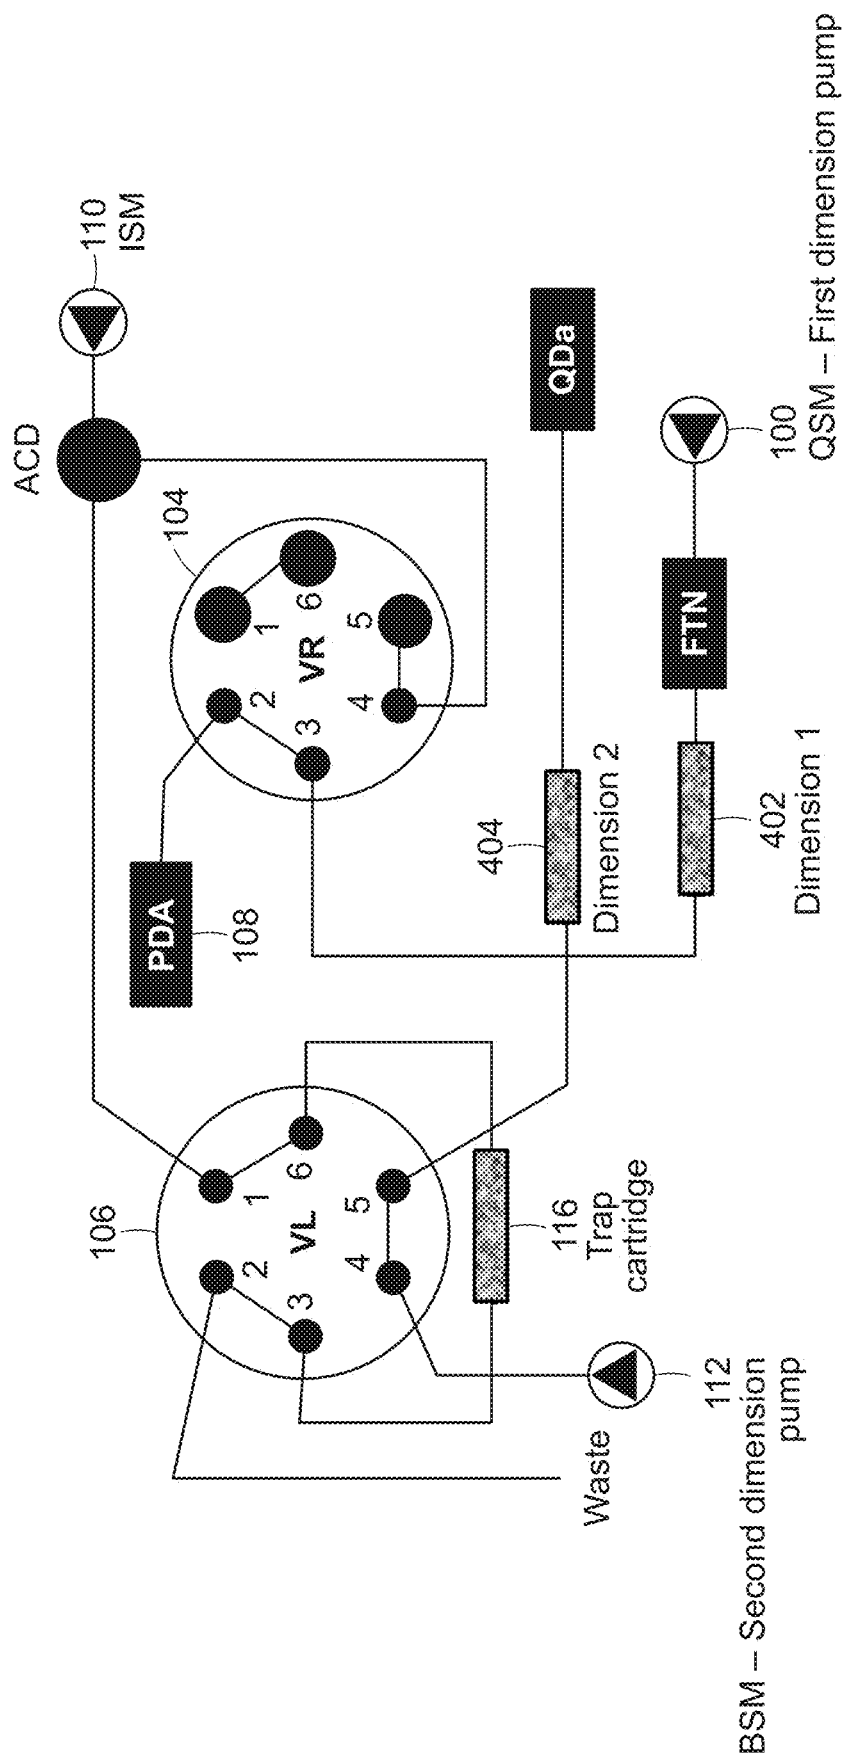 ACD
110
ISM
104
1
2
3
4
5
6
VR
PDA
108
QDa
404
Dimension 2
FTN
100
QSM – First dimension pump
402
Dimension 1
106
1
2
3
4
5
6
VL
116
Trap
cartridge
Waste
112
BSM – Second dimension
pump